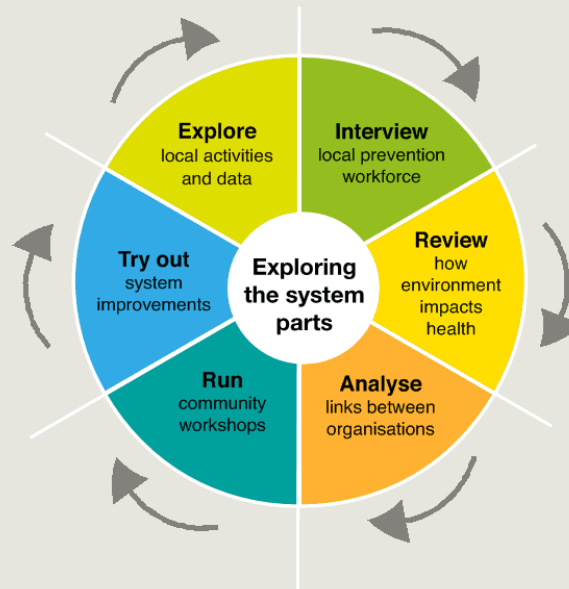 Explore
local activities
and data
Interview
local prevention
workforce
Review
how
environment
impacts
health
Analyse
links between
organisations
Run
community
workshops
Try out
system
improvements
Exploring
the system
parts